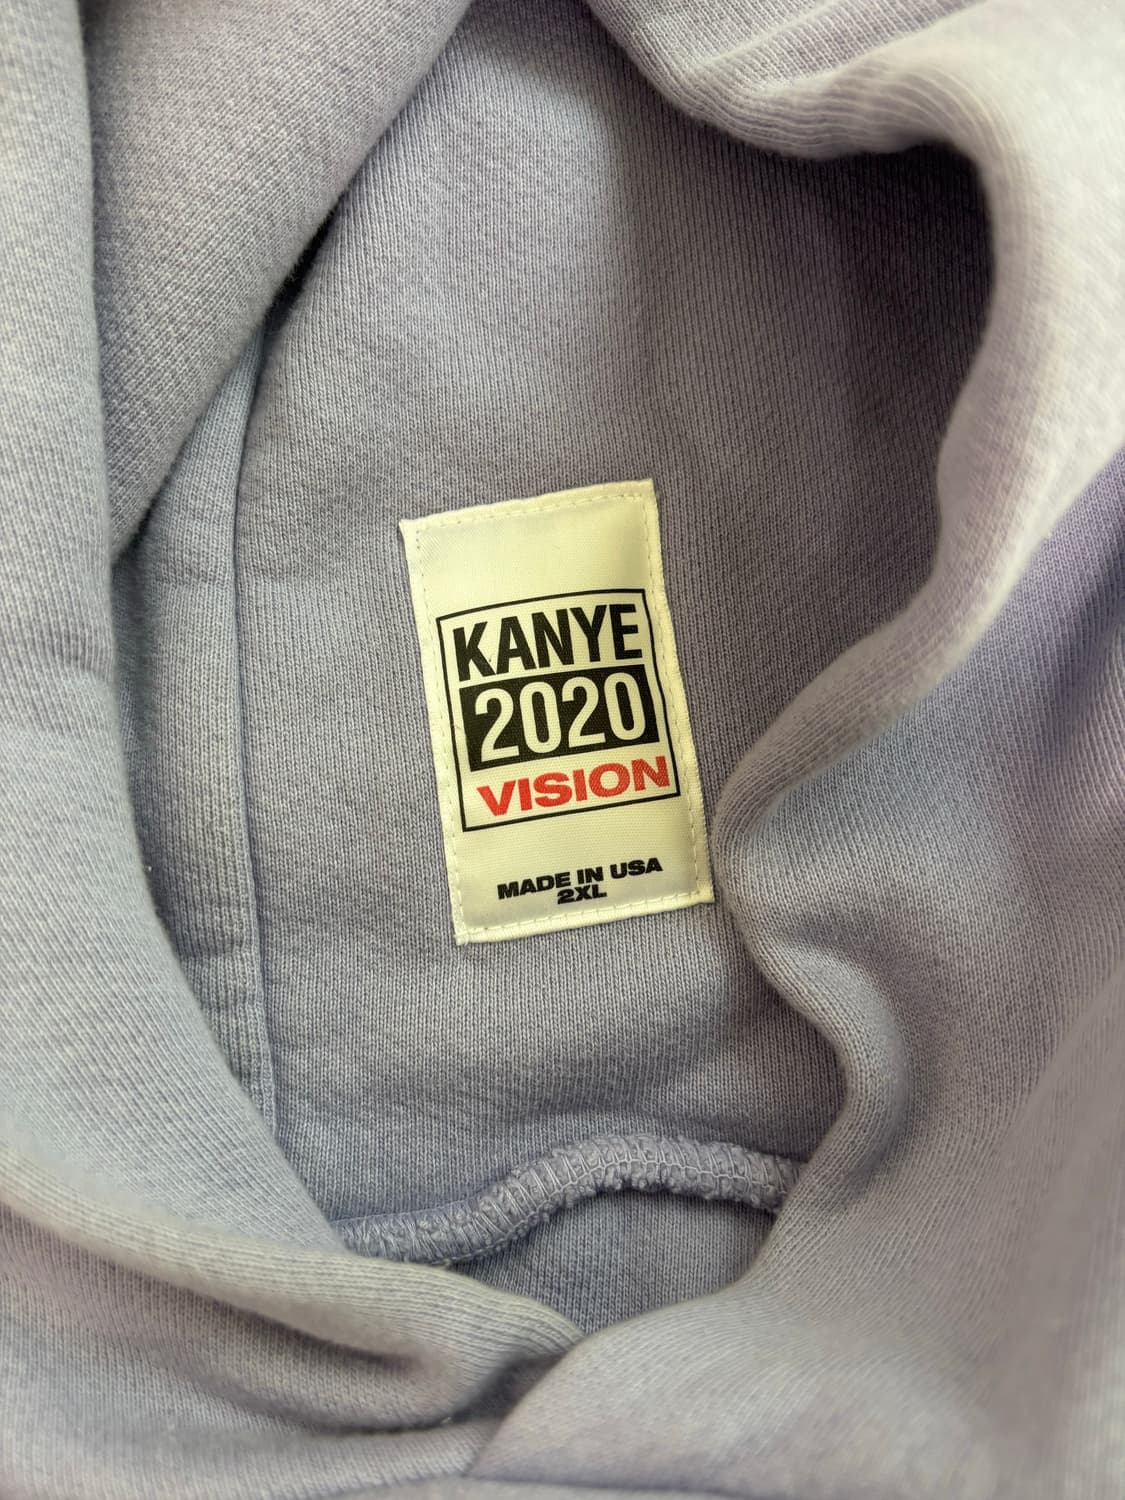 KANYE
2020
VISION
MADE IN USA
2XL